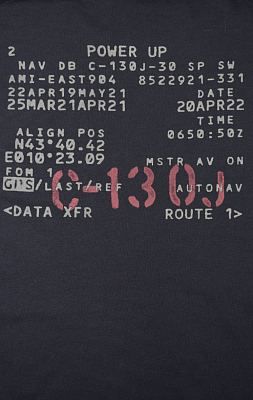 2 POWER UP
NAV DB C-130J-30 SP SW
AMI-EAST904 8522921-331
22APR19MAY21 DATE
25MAR21APR21 20APR22
TIME
ALIGN POS 0650:50Z
N43°40.42
E010°23.09 MSTR AV ON
FOM 1
GPS/LAST/REF AUTONAV
C-130J
<DATA XFR ROUTE 1>